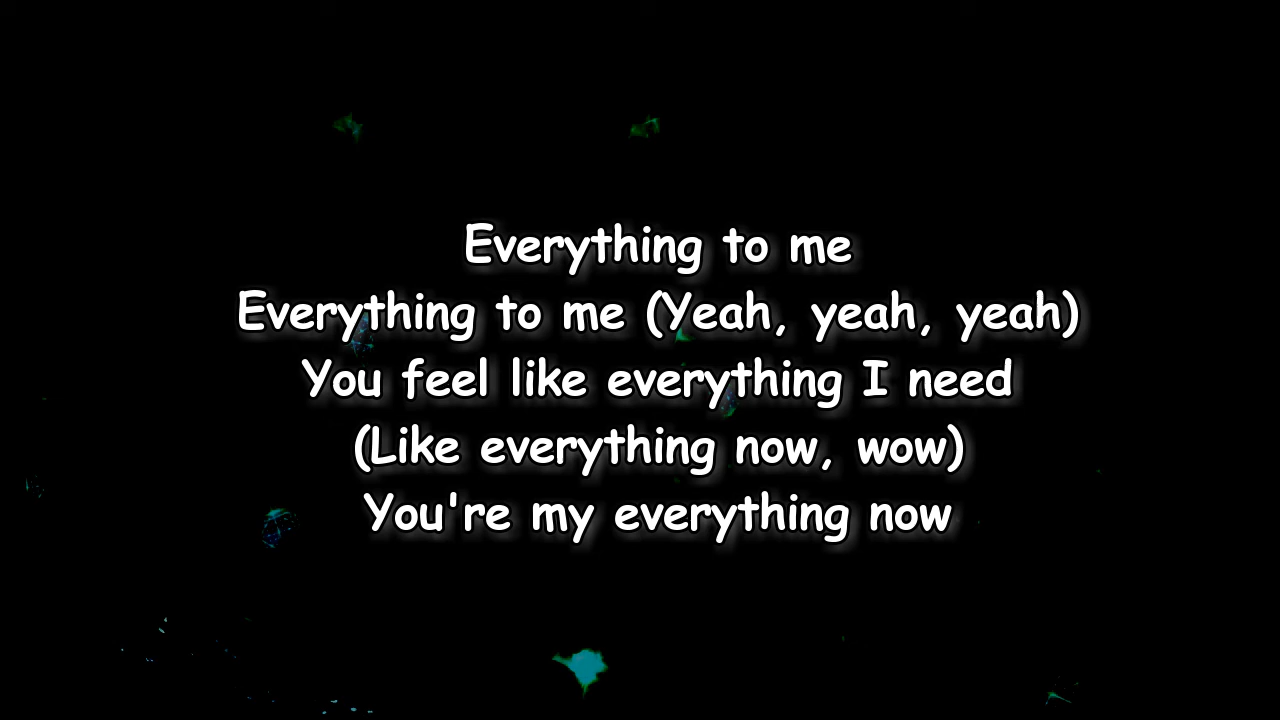 Everything to me
Everything to me (Yeah, yeah, yeah)
You feel like everything I need
(Like everything now, wow)
You're my everything now